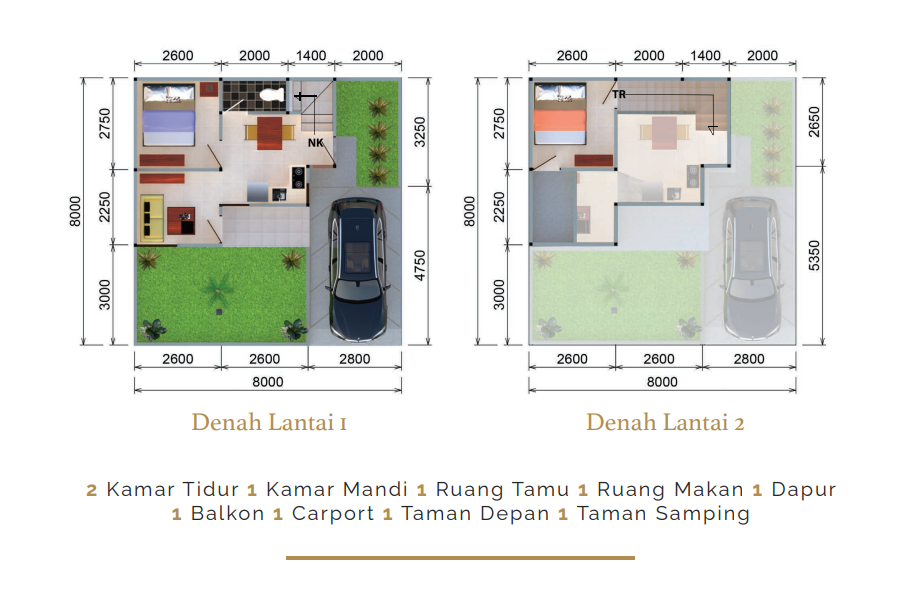 2600 2000 1400 2000
2750
2250
3000
8000
3250
4750
NK
2600 2600 2800
8000
Denah Lantai 1
2600 2000 1400 2000
2750
2250
3000
8000
2650
5350
TR
2600 2600 2800
8000
Denah Lantai 2
2 Kamar Tidur 1 Kamar Mandi 1 Ruang Tamu 1 Ruang Makan 1 Dapur
1 Balkon 1 Carport 1 Taman Depan 1 Taman Samping